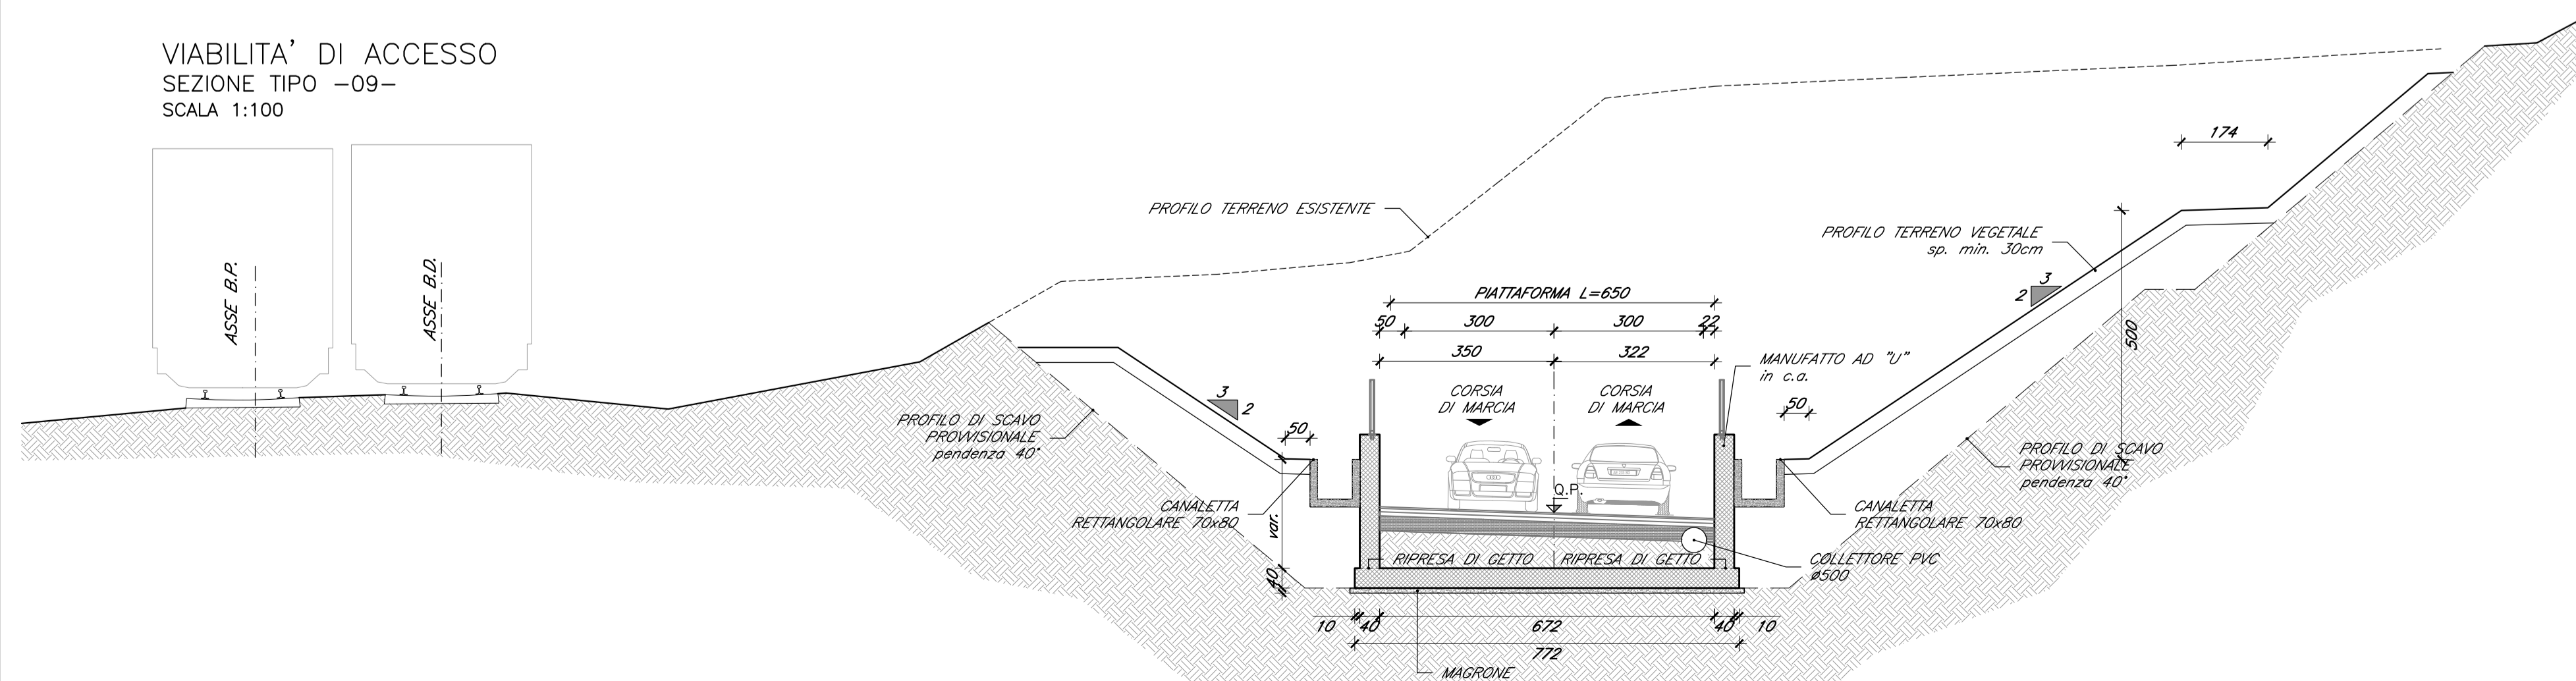 VIABILITA' DI ACCESSO
SEZIONE TIPO -09-
SCALA 1:100
ASSE B.P.
ASSE B.D.
PROFILO TERRENO ESISTENTE
174
PROFILO TERRENO VEGETALE
sp. min. 30cm
3
2
500
PIATTAFORMA L=650
50
300
300
22
350
322
MANUFATTO AD "U"
in c.a.
CORSIA
DI MARCIA
CORSIA
DI MARCIA
3
2
50
50
PROFILO DI SCAVO
PROVVISIONALE
pendenza 40°
PROFILO DI SCAVO
PROVVISIONALE
pendenza 40°
Q.P.
CANALETTA
RETTANGOLARE 70x80
CANALETTA
RETTANGOLARE 70x80
var.
40
RIPRESA DI GETTO
RIPRESA DI GETTO
COLLETTORE PVC
ø500
10
40
672
40
10
772
MAGRONE